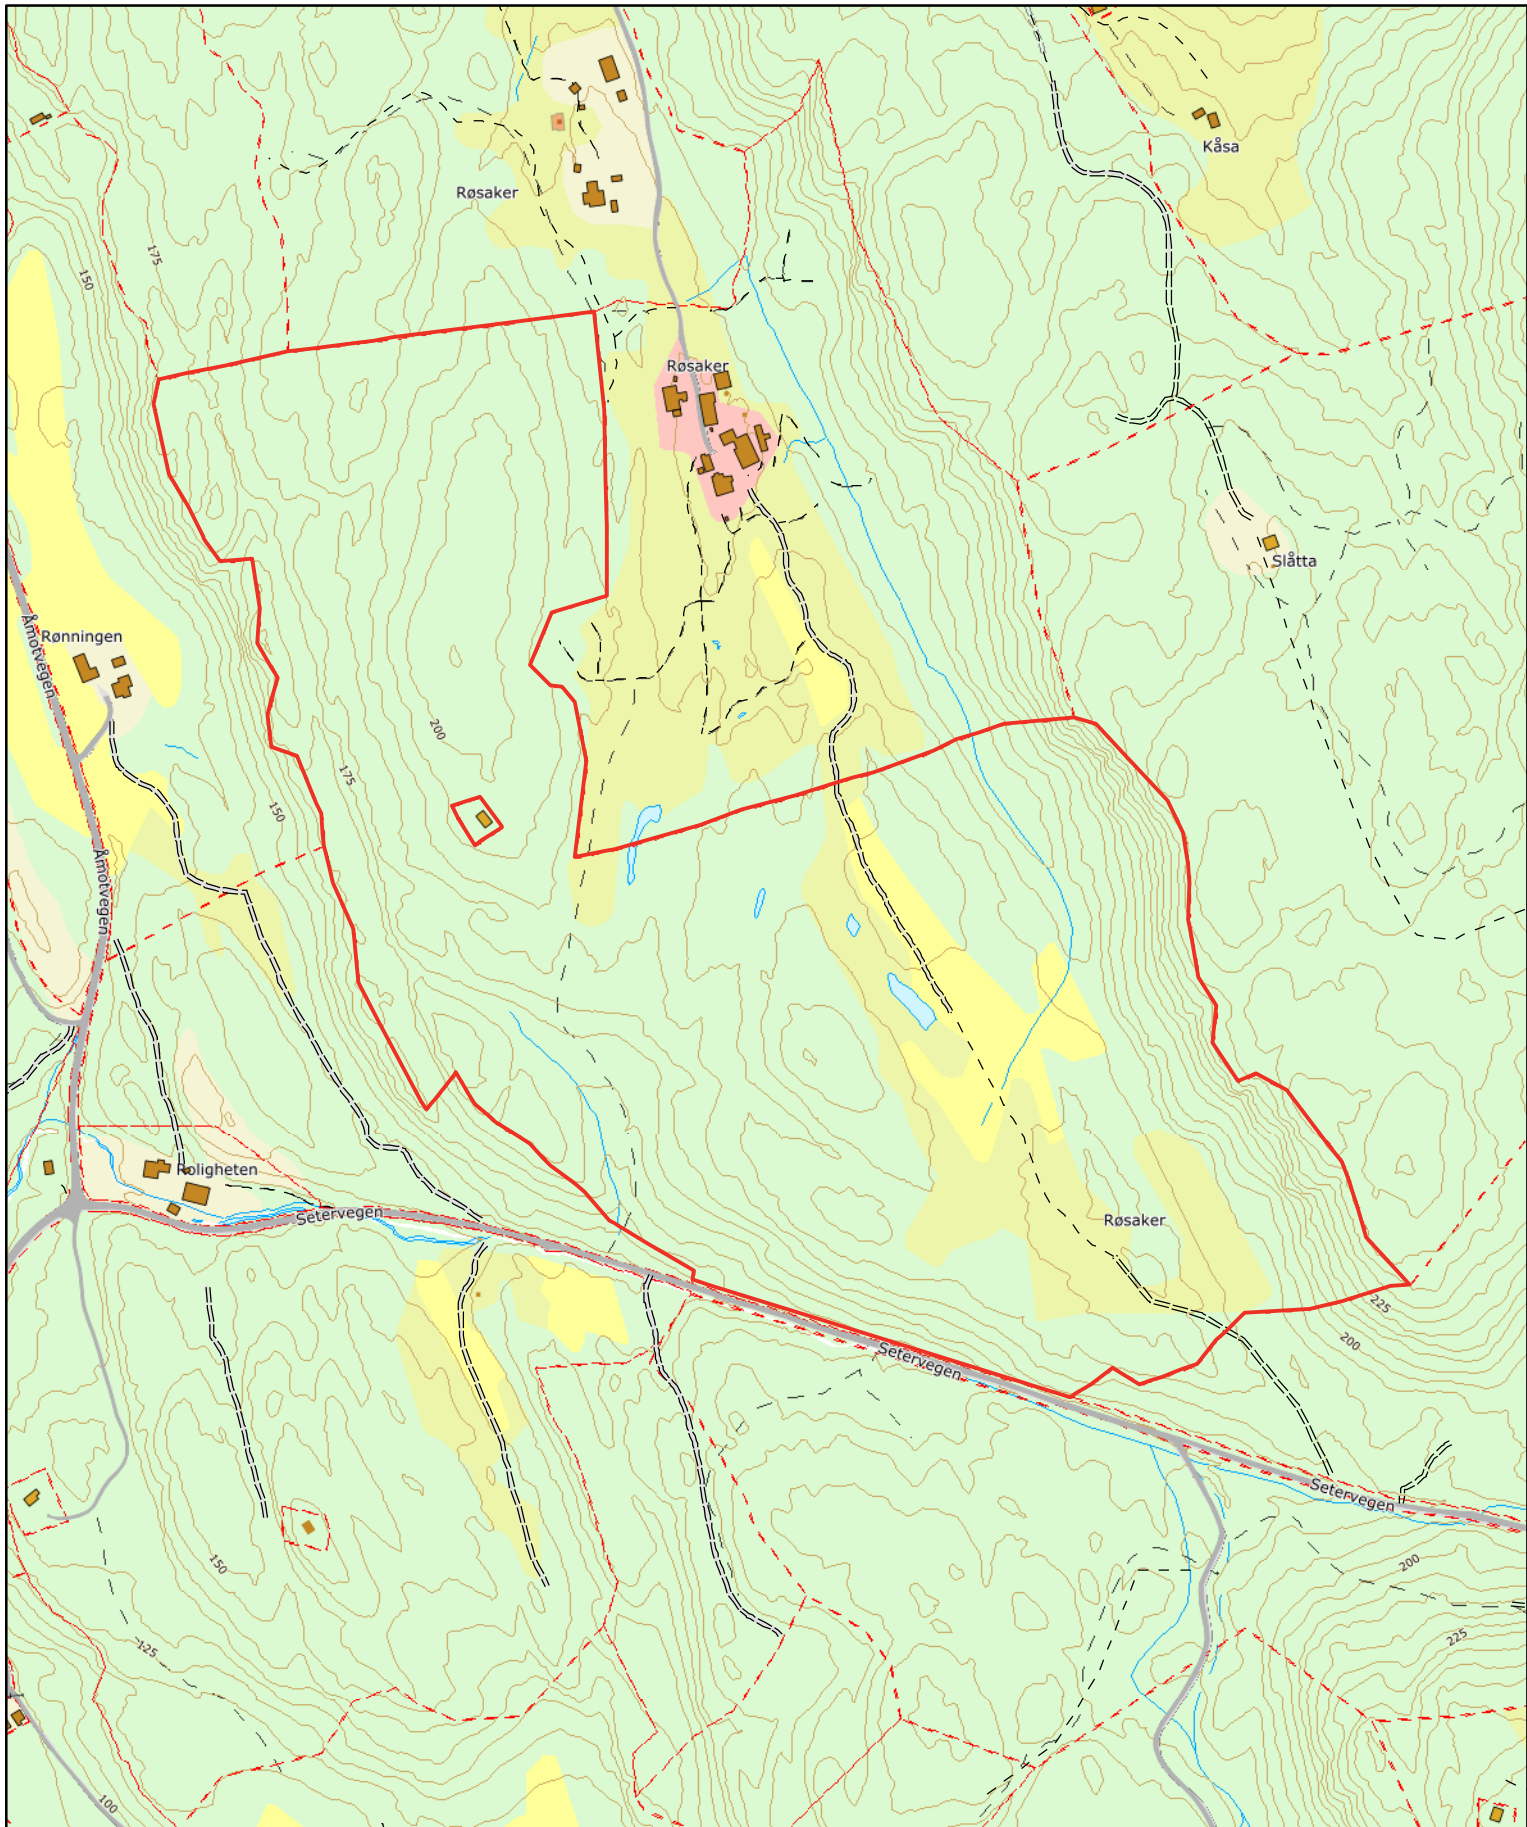 Kåsa
Røsaker
175
150
Røsaker
Slåtta
Åmotvegen
Rønningen
200
175
150
Åmotvegen
Roligheten
Setervegen
Røsaker
225
200
Setervegen
Setervegen
150
200
225
125
100